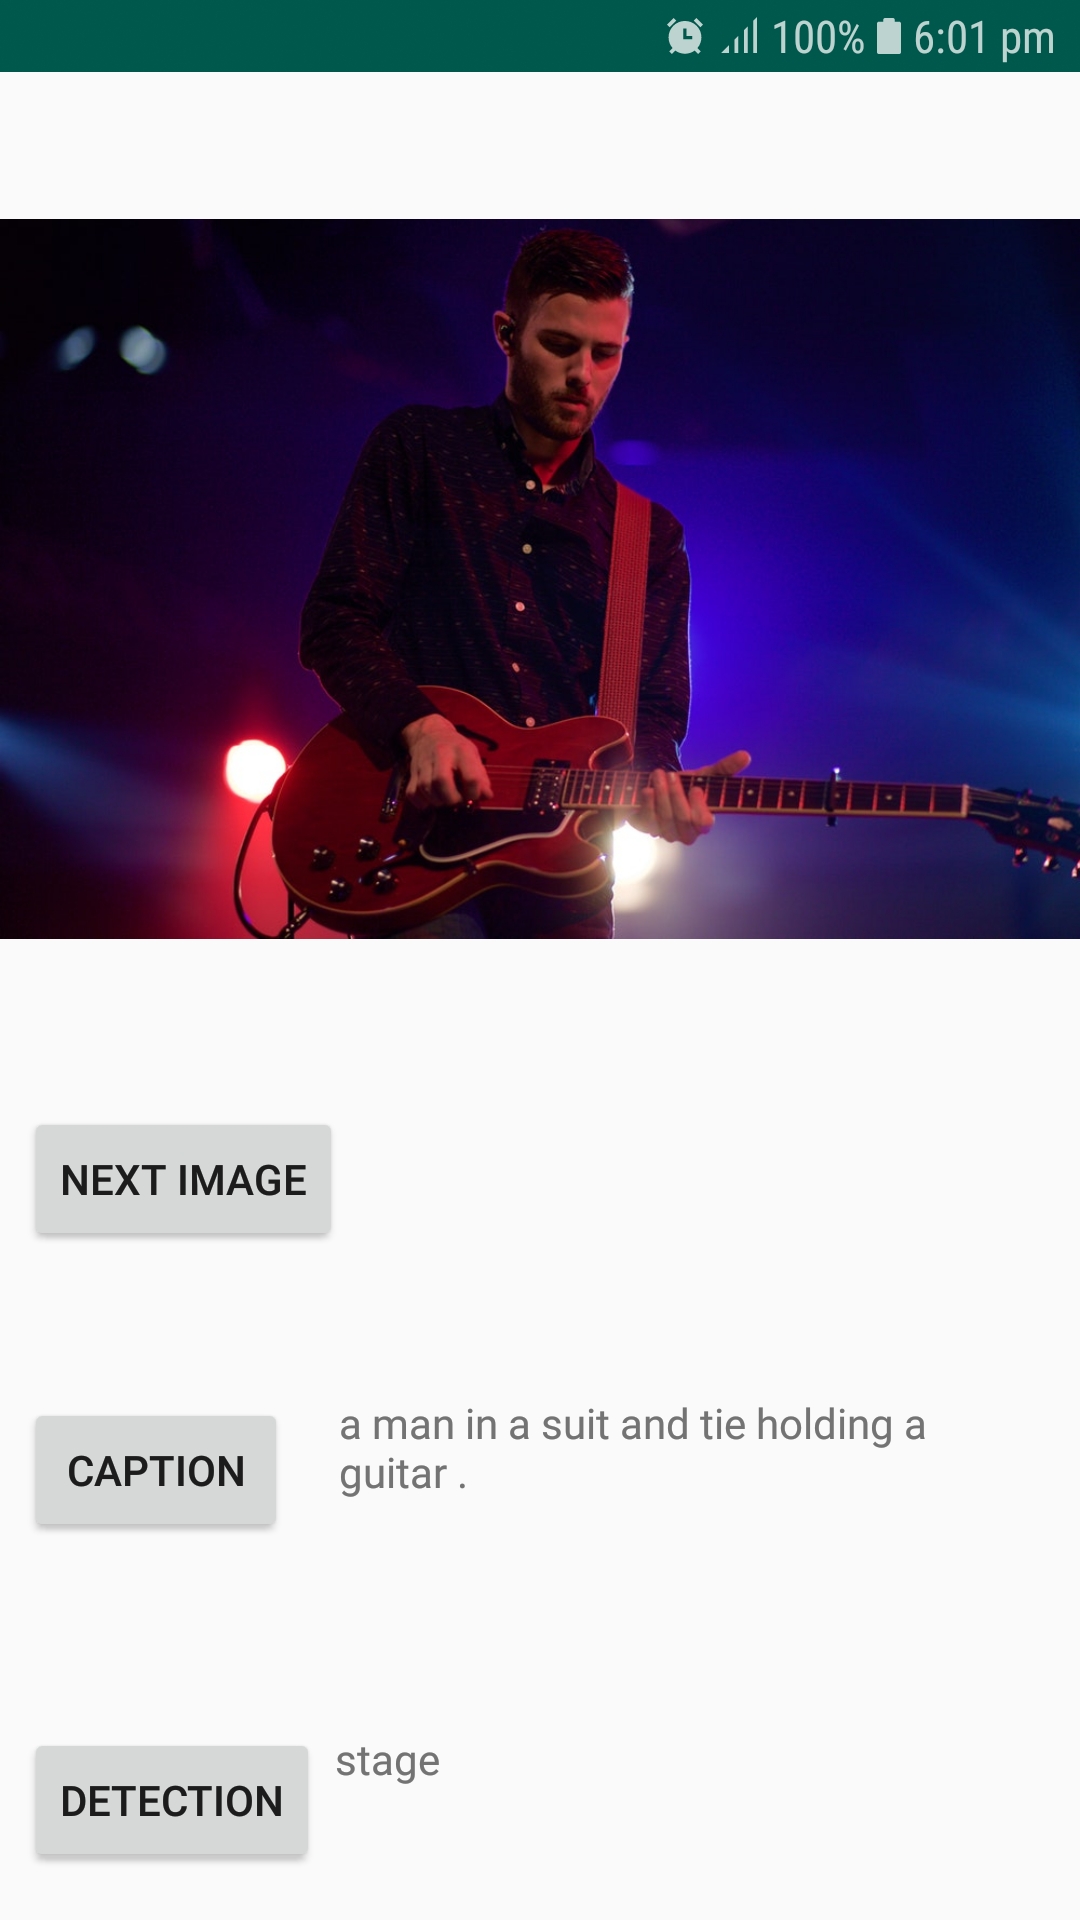 100% 6:01 pm
NEXT IMAGE
CAPTION
a man in a suit and tie holding a
guitar .
DETECTION
stage